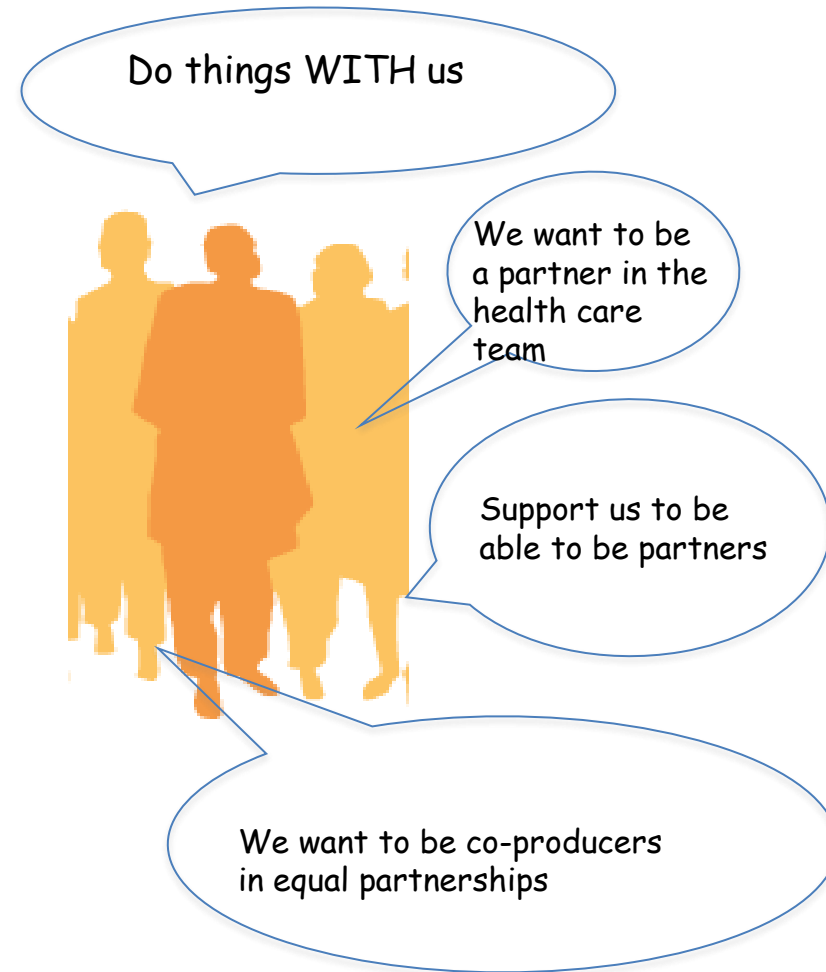 Do things WITH us
We want to be
a partner in the
health care
team
Support us to be
able to be partners
We want to be co-producers
in equal partnerships